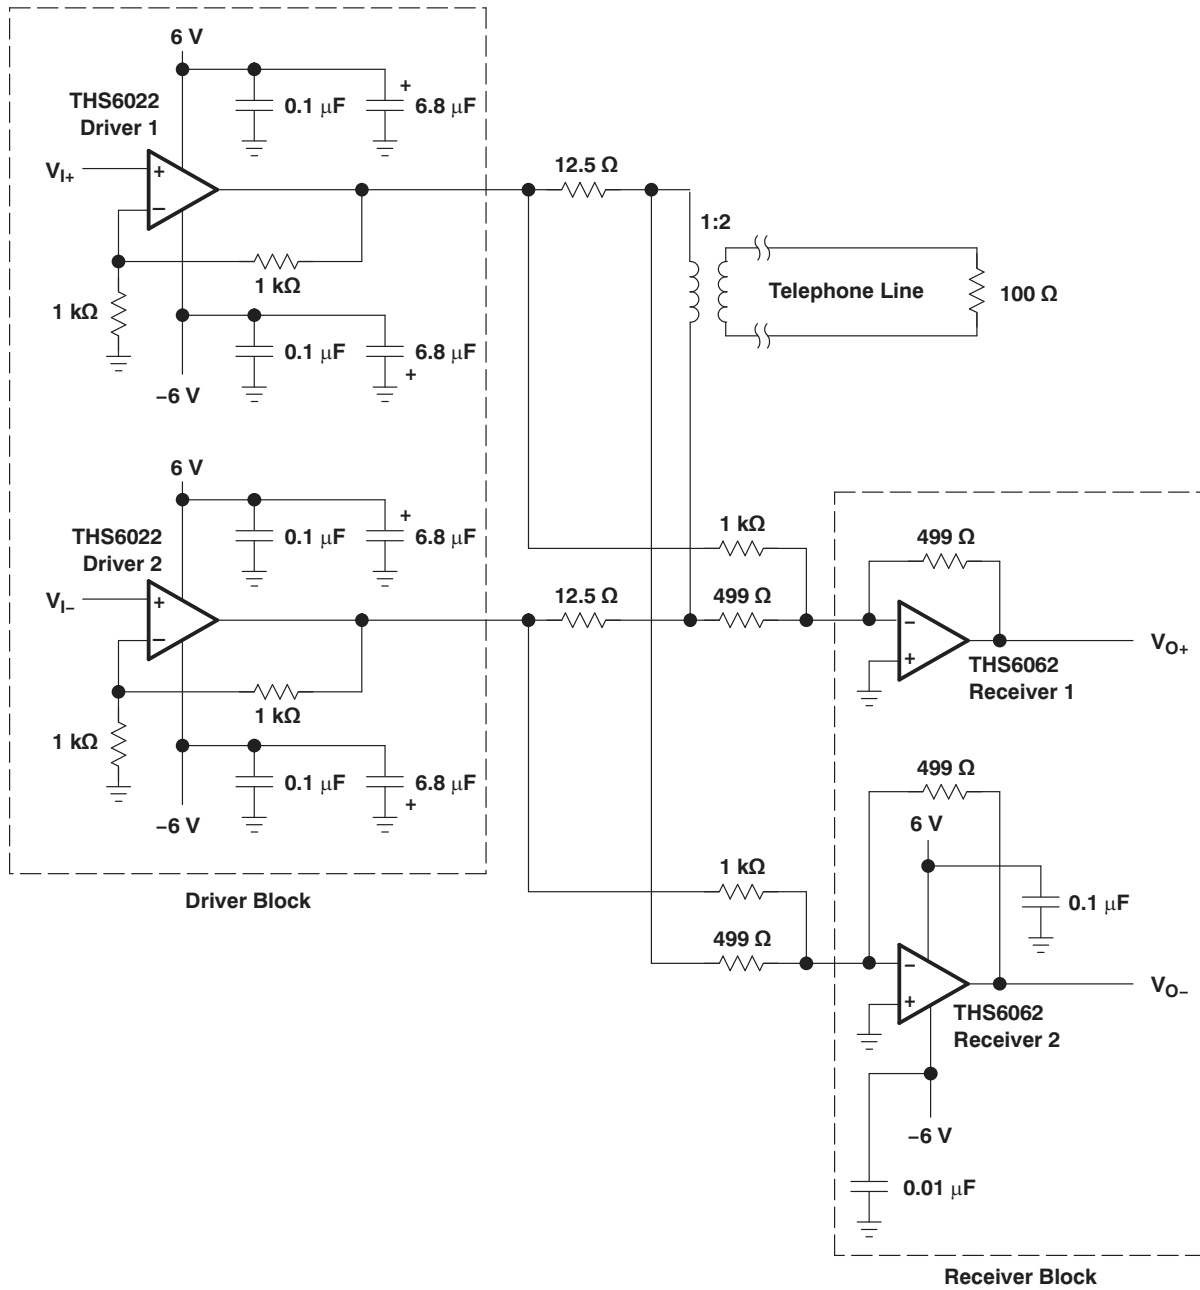 6 V
THS6022
Driver 1
0.1 μF
+
6.8 μF
V_I+
+
−
1 kΩ
1 kΩ
0.1 μF
6.8 μF
+
−6 V
12.5 Ω
1:2
Telephone Line
100 Ω
6 V
THS6022
Driver 2
0.1 μF
+
6.8 μF
V_I−
+
−
1 kΩ
1 kΩ
0.1 μF
6.8 μF
+
−6 V
Driver Block
12.5 Ω
1 kΩ
499 Ω
499 Ω
−
+
V_O+
THS6062
Receiver 1
1 kΩ
499 Ω
499 Ω
6 V
0.1 μF
−
+
V_O−
THS6062
Receiver 2
−6 V
0.01 μF
Receiver Block